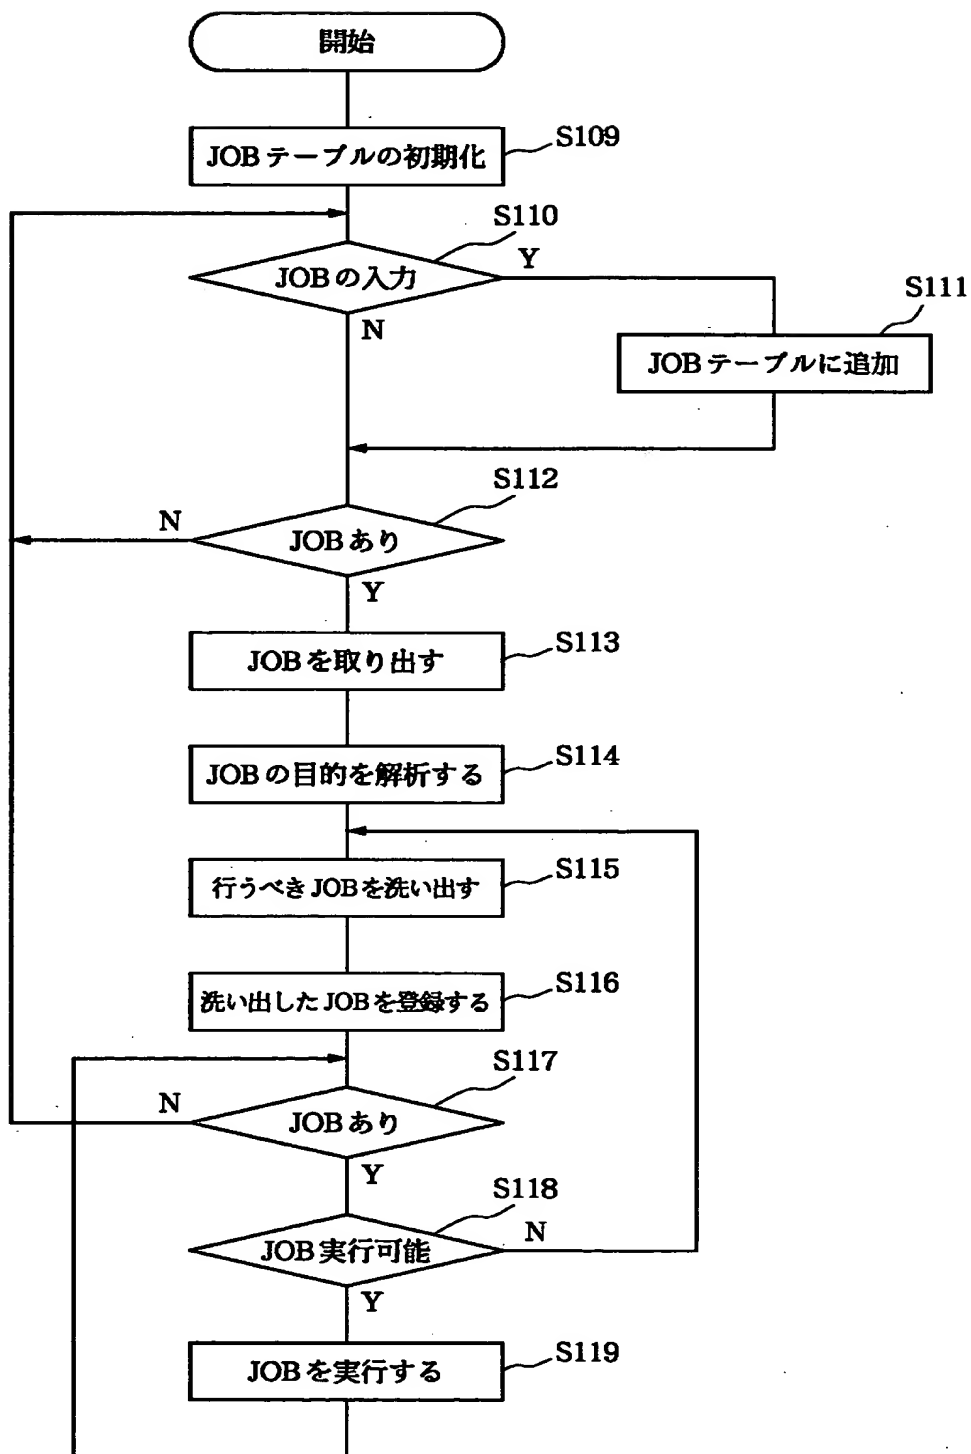 開始
JOBテーブルの初期化
S109
S110
JOBの入力
Y
N
S111
JOBテーブルに追加
S112
JOBあり
N
Y
JOBを取り出す
S113
JOBの目的を解析する
S114
行うべきJOBを洗い出す
S115
洗い出したJOBを登録する
S116
S117
JOBあり
N
Y
S118
JOB実行可能
N
Y
JOBを実行する
S119